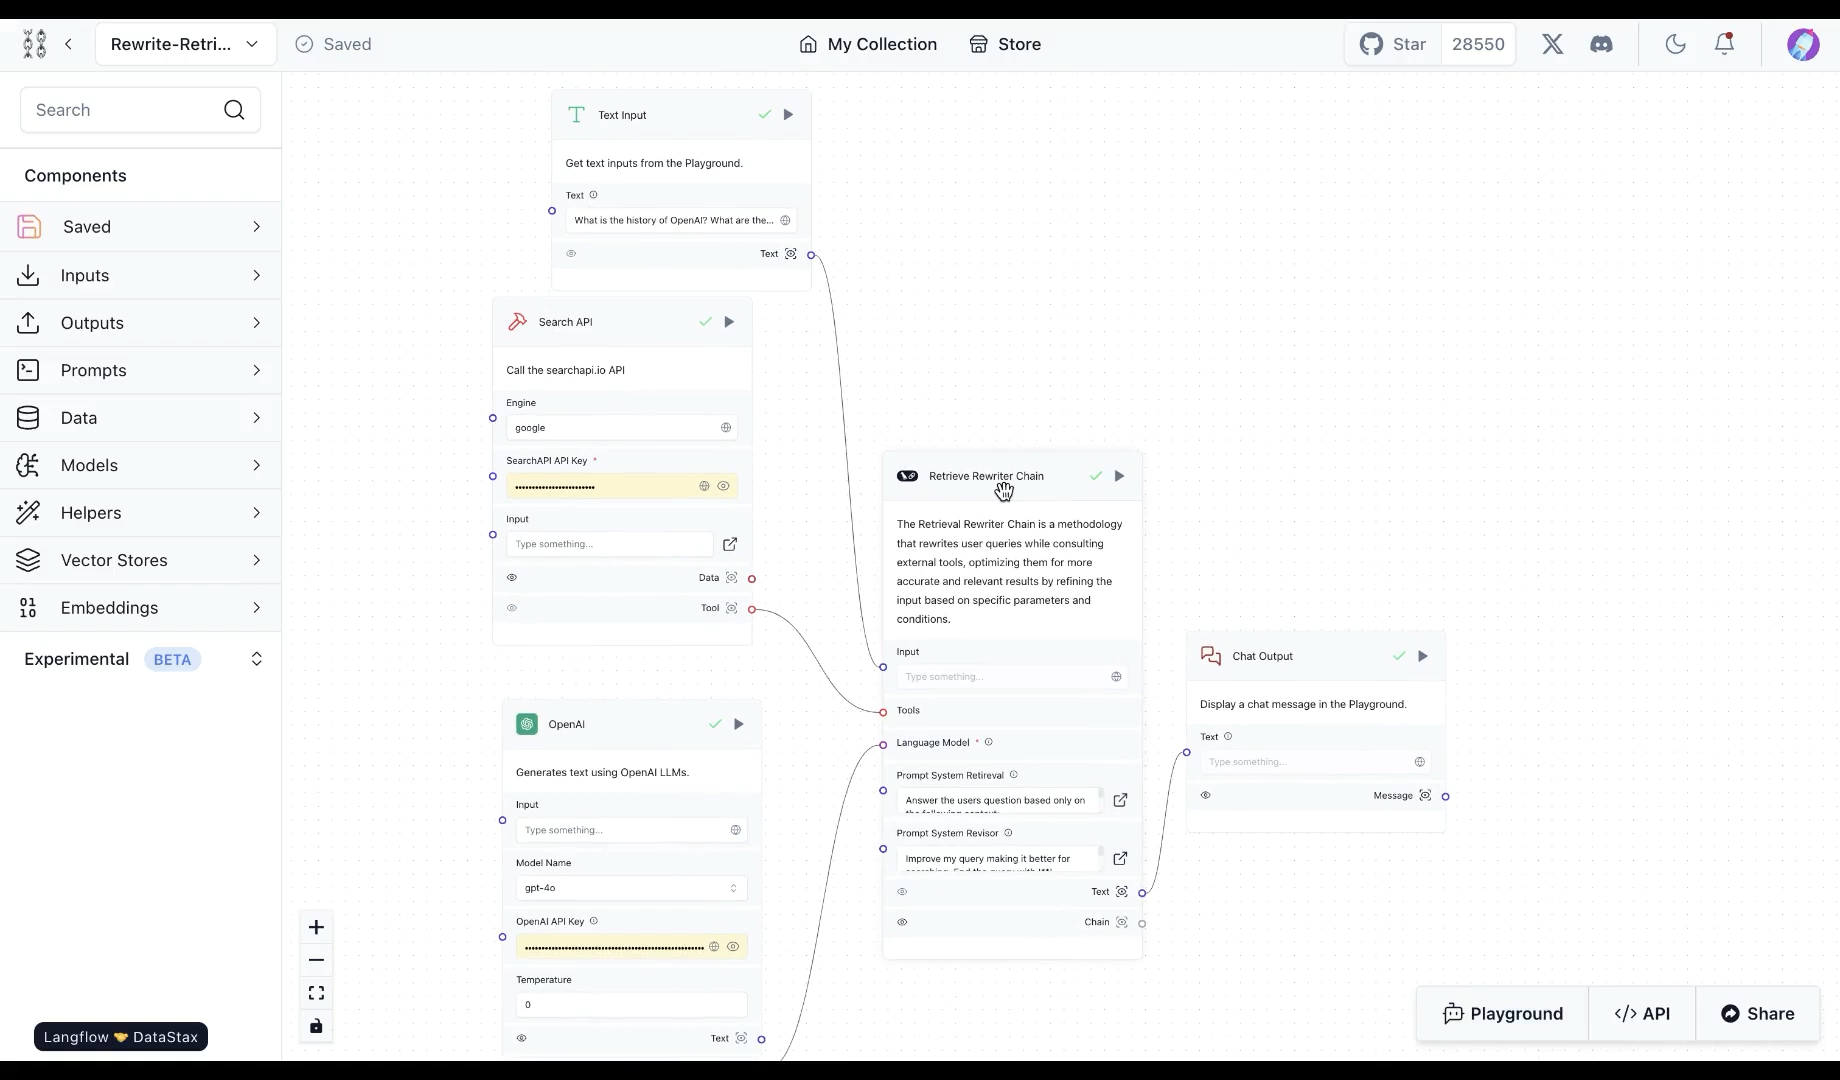 Rewrite-Retri...
Saved
My Collection
Store
Star
28550
Search
Components
Saved
Inputs
Outputs
Prompts
Data
Models
Helpers
Vector Stores
Embeddings
Experimental
BETA
Langflow 🤝 DataStax
Text Input
Get text inputs from the Playground.
Text
What is the history of OpenAI? What are the...
Text
Search API
Call the searchapi.io API
Engine
google
SearchAPI API Key *
Input
Type something...
Data
Tool
OpenAI
Generates text using OpenAI LLMs.
Input
Type something...
Model Name
gpt-4o
OpenAI API Key
Temperature
0
Text
Retrieve Rewriter Chain
The Retrieval Rewriter Chain is a methodology
that rewrites user queries while consulting
external tools, optimizing them for more
accurate and relevant results by refining the
input based on specific parameters and
conditions.
Input
Type something...
Tools
Language Model *
Prompt System Retireval
Answer the users question based only on
the following context:
Prompt System Revisor
Improve my query making it better for
Text
Chain
Chat Output
Display a chat message in the Playground.
Text
Type something...
Message
Playground
</> API
Share